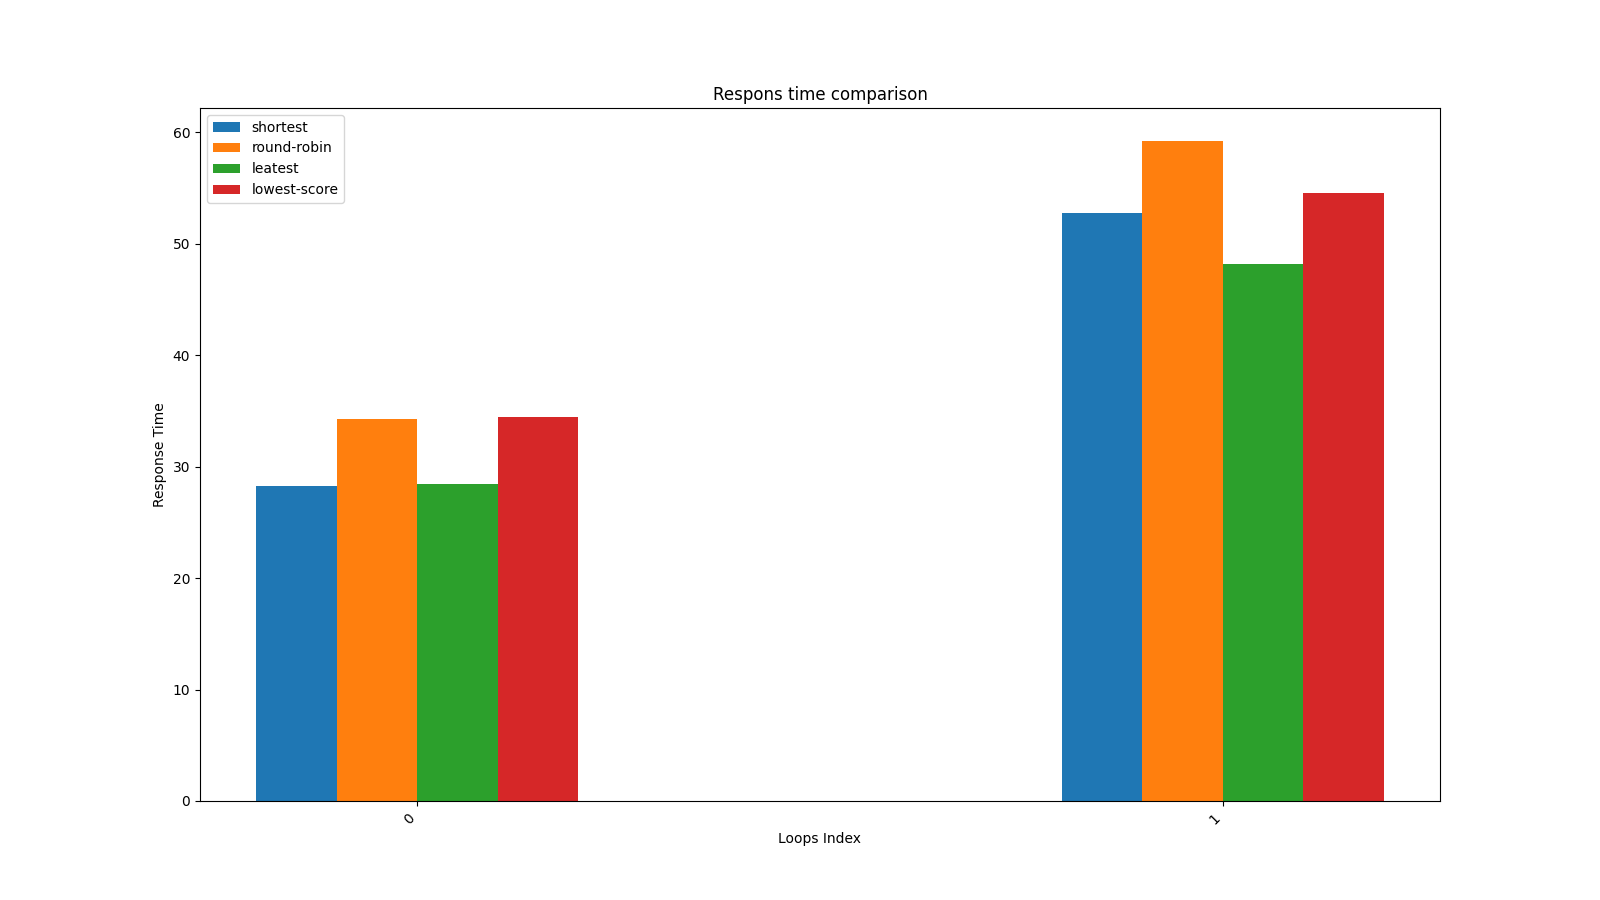 Respons time comparison
shortest
round-robin
leatest
lowest-score
60
50
40
30
20
10
0
Response Time
0
1
Loops Index